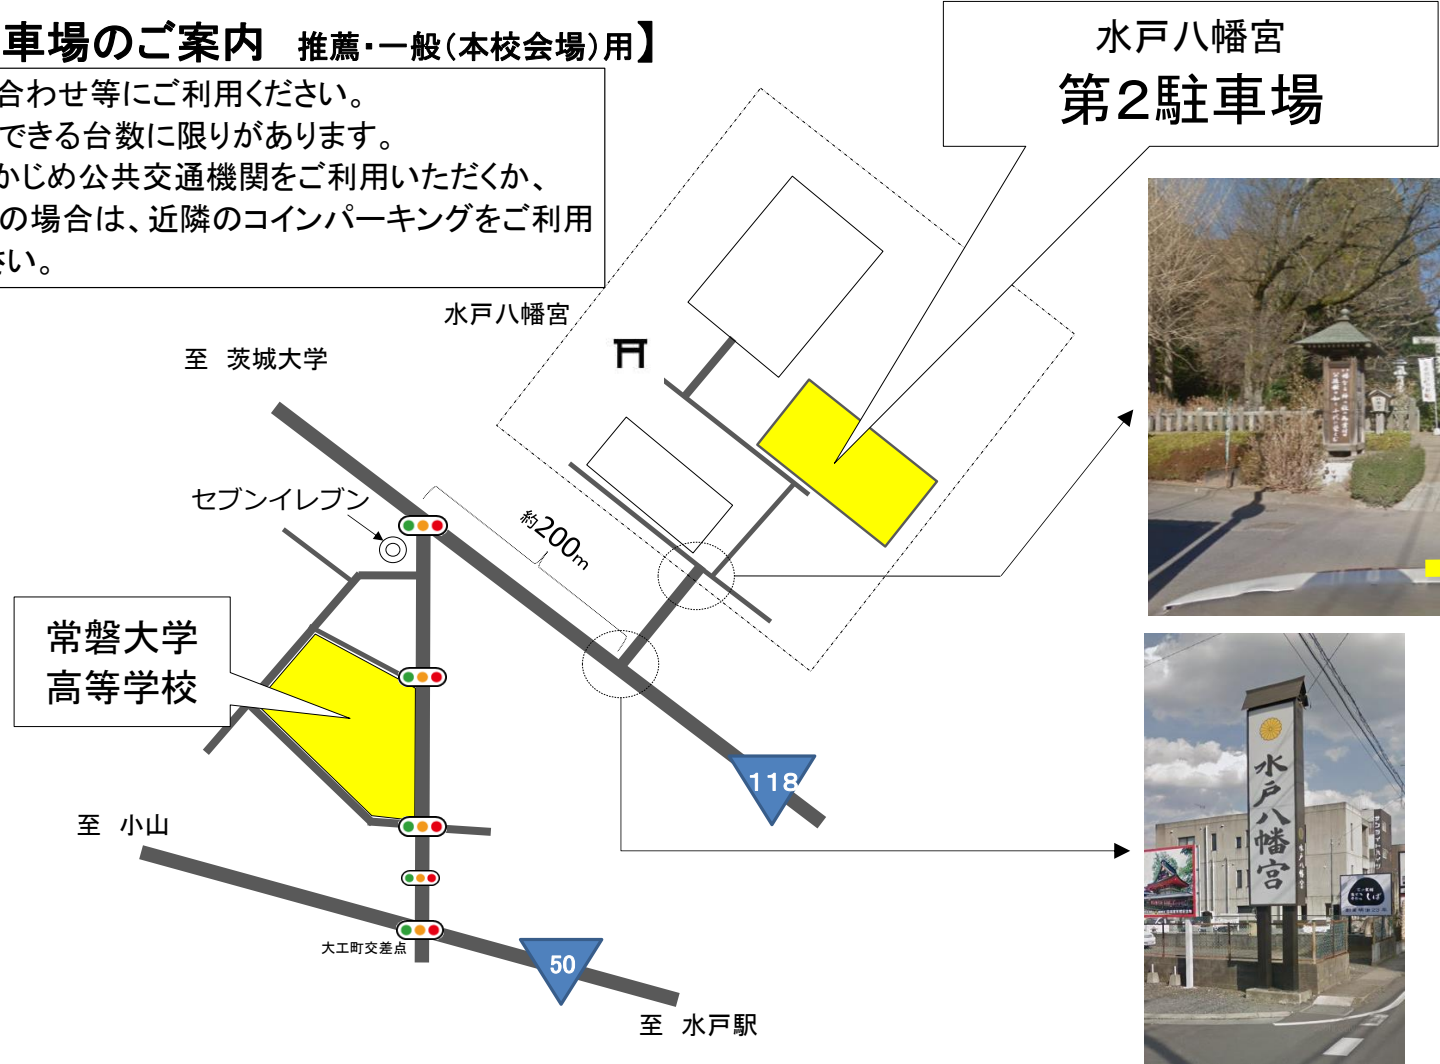 車場のご案内　推薦・一般（本校会場）用】
合わせ等にご利用ください。
できる台数に限りがあります。
かじめ公共交通機関をご利用いただくか、
の場合は、近隣のコインパーキングをご利用
さい。
水戸八幡宮
第２駐車場
水戸八幡宮
至　茨城大学
セブンイレブン
約200m
常磐大学
高等学校
118
至　小山
大工町交差点
50
至　水戸駅
水戸八幡宮
しば